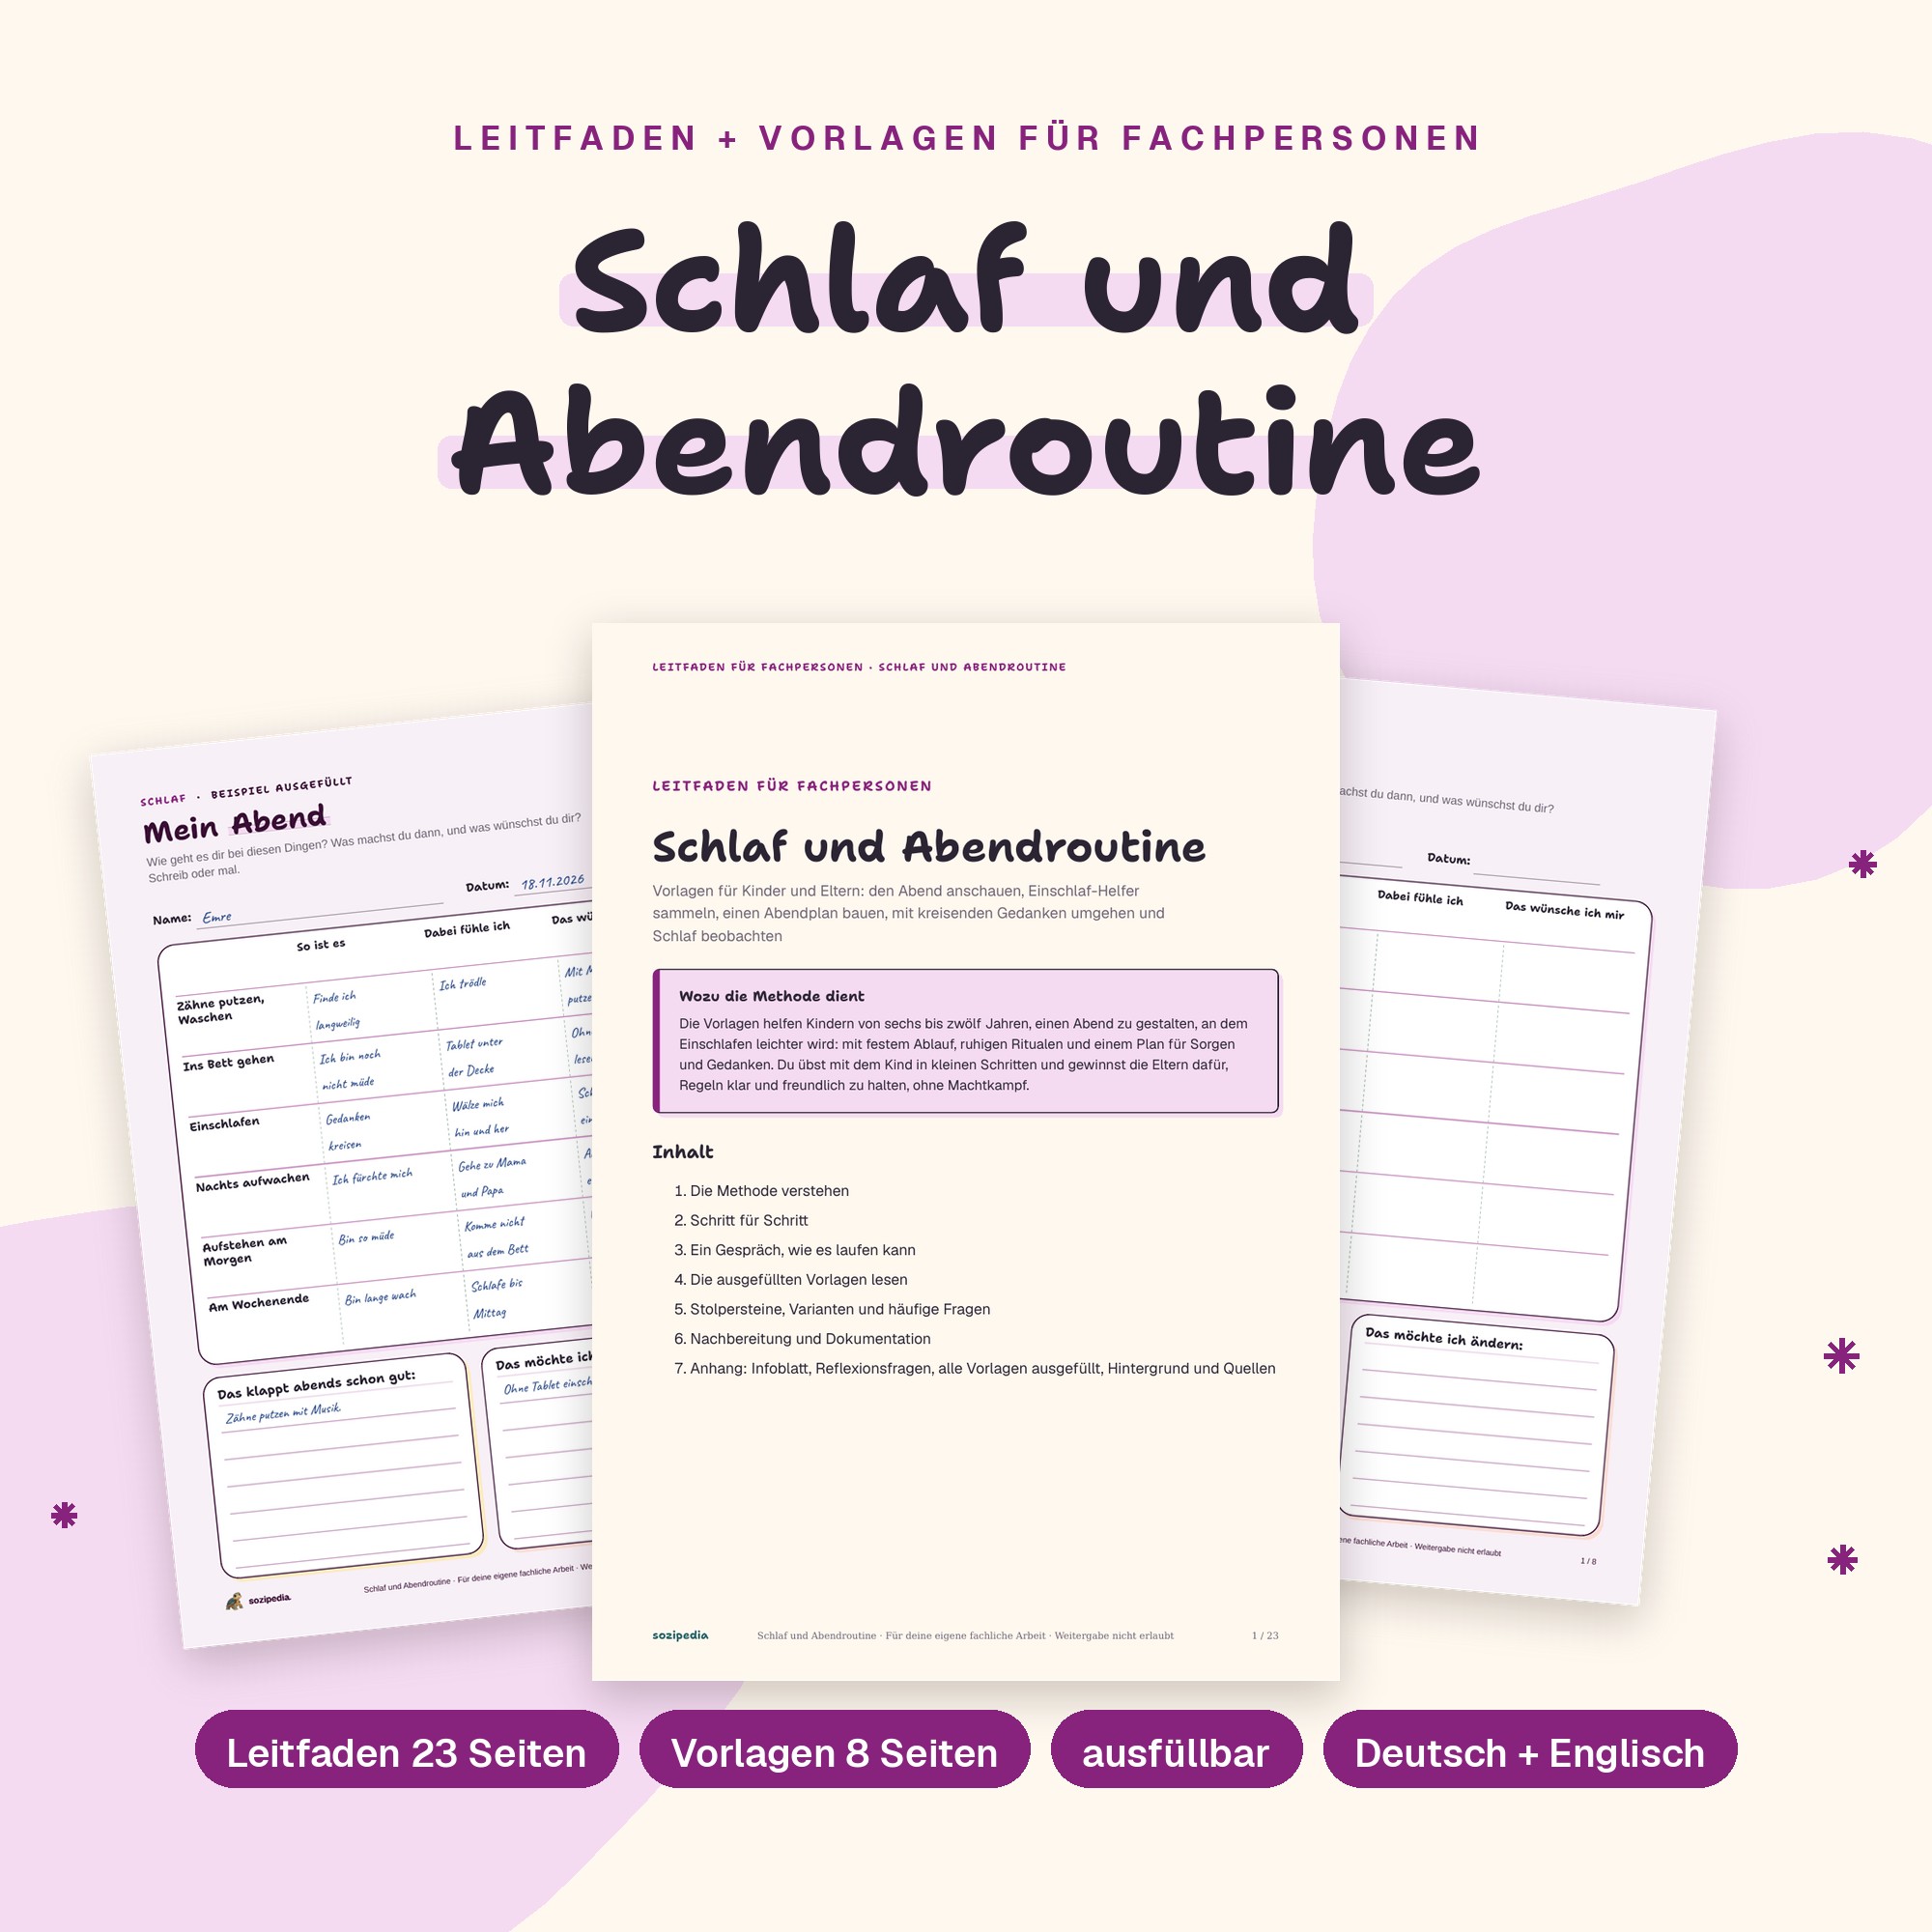 LEITFADEN + VORLAGEN FÜR FACHPERSONEN
Schlaf und
Abendroutine
SCHLAF · BEISPIEL AUSGEFÜLLT
Mein Abend
Wie geht es dir bei diesen Dingen? Was machst du dann, und was wünschst du dir?
Schreib oder mal.
Name: Emre
Datum: 18.11.2026
So ist es
Dabei fühle ich
Zähne putzen,
Waschen
Finde ich
langweilig
Ich trödle
Ins Bett gehen
Ich bin noch
nicht müde
Tablet unter
der Decke
Einschlafen
Gedanken
kreisen
Wälze mich
hin und her
Nachts aufwachen
Ich fürchte mich
Gehe zu Mama
und Papa
Aufstehen am
Morgen
Bin so müde
Komme nicht
aus dem Bett
Am Wochenende
Bin lange wach
Schlafe bis
Mittag
Das klappt abends schon gut:
Zähne putzen mit Musik
Das möchte ich
Ohne Tablet
sozipedia.
Schlaf und Abendroutine · Für deine eigene fachliche Arbeit ·
LEITFADEN FÜR FACHPERSONEN · SCHLAF UND ABENDROUTINE
LEITFADEN FÜR FACHPERSONEN
Schlaf und Abendroutine
Vorlagen für Kinder und Eltern: den Abend anschauen, Einschlaf-Helfer
sammeln, einen Abendplan bauen, mit kreisenden Gedanken umgehen und
Schlaf beobachten
Wozu die Methode dient
Die Vorlagen helfen Kindern von sechs bis zwölf Jahren, einen Abend zu gestalten, an dem
Einschlafen leichter wird: mit festem Ablauf, ruhigen Ritualen und einem Plan für Sorgen
und Gedanken. Du übst mit dem Kind in kleinen Schritten und gewinnst die Eltern dafür,
Regeln klar und freundlich zu halten, ohne Machtkampf.
Inhalt
1. Die Methode verstehen
2. Schritt für Schritt
3. Ein Gespräch, wie es laufen kann
4. Die ausgefüllten Vorlagen lesen
5. Stolpersteine, Varianten und häufige Fragen
6. Nachbereitung und Dokumentation
7. Anhang: Infoblatt, Reflexionsfragen, alle Vorlagen ausgefüllt, Hintergrund und Quellen
sozipedia
Schlaf und Abendroutine · Für deine eigene fachliche Arbeit · Weitergabe nicht erlaubt
1 / 23
du dann, und was wünschst du dir?
Datum:
Dabei fühle ich
Das wünsche ich mir
Das möchte ich ändern:
fachliche Arbeit · Weitergabe nicht erlaubt
1 / 8
Leitfaden 23 Seiten
Vorlagen 8 Seiten
ausfüllbar
Deutsch + Englisch